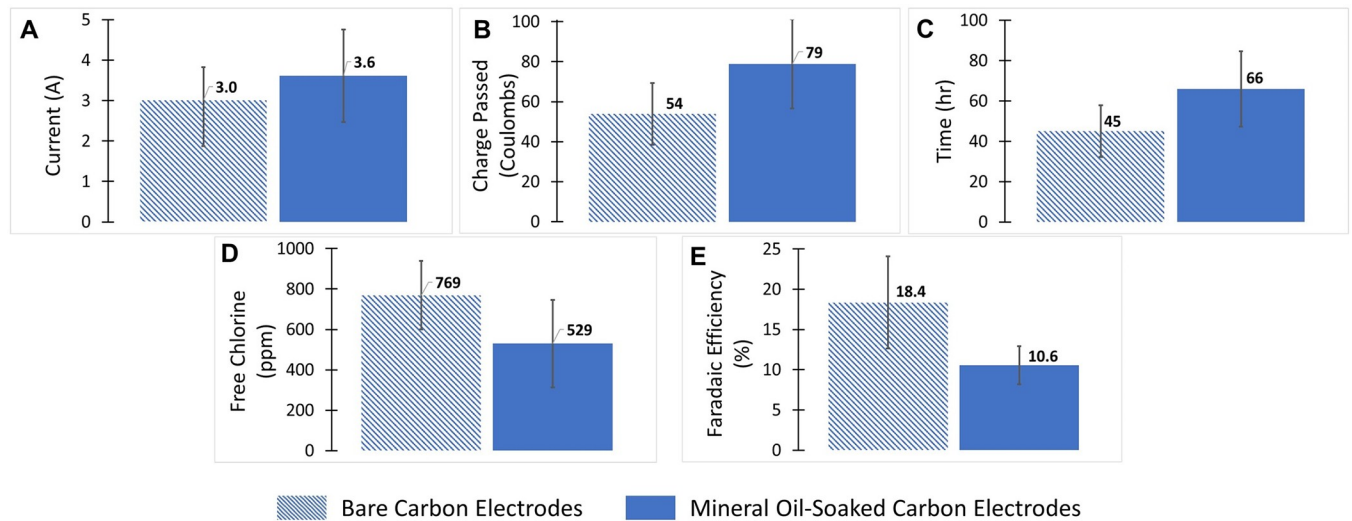 A
Current (A)
5
4
3
2
1
0
3.0
3.6
B
Charge Passed
(Coulombs)
100
80
60
40
20
0
54
79
C
Time (hr)
100
80
60
40
20
0
45
66
D
Free Chlorine
(ppm)
1000
800
600
400
200
0
769
529
E
Faradaic Efficiency
(%)
25
20
15
10
5
0
18.4
10.6
Bare Carbon Electrodes
Mineral Oil-Soaked Carbon Electrodes